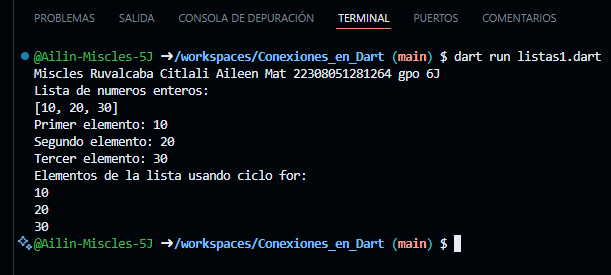 PROBLEMAS SALIDA CONSOLA DE DEPURACIÓN TERMINAL PUERTOS COMENTARIOS
@Ailin-Miscles-5J ➜/workspaces/Conexiones_en_Dart (main) $ dart run listas1.dart
Miscles Ruvalcaba Citlali Aileen Mat 22308051281264 gpo 6J
Lista de numeros enteros:
[10, 20, 30]
Primer elemento: 10
Segundo elemento: 20
Tercer elemento: 30
Elementos de la lista usando ciclo for:
10
20
30
@Ailin-Miscles-5J ➜/workspaces/Conexiones_en_Dart (main) $